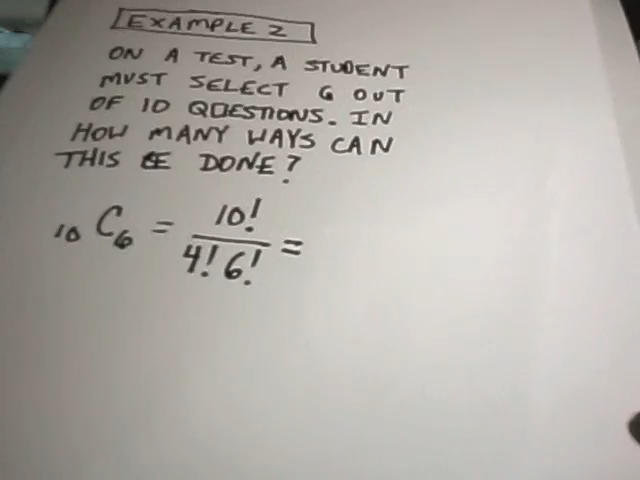 EXAMPLE 2
ON A TEST, A STUDENT
MUST SELECT 6 OUT
OF 10 QUESTIONS. IN
HOW MANY WAYS CAN
THIS BE DONE?
₁₀C₆ = 10! / 4! 6! =